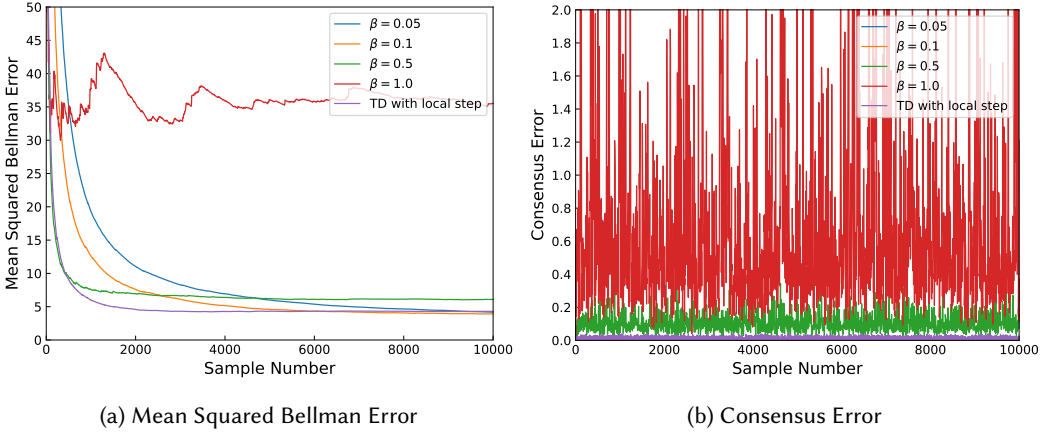 50
45
40
35
30
25
20
15
10
5
0
0
2000
4000
6000
8000
10000
Mean Squared Bellman Error
Sample Number
β = 0.05
β = 0.1
β = 0.5
β = 1.0
TD with local step
(a) Mean Squared Bellman Error
2.0
1.8
1.6
1.4
1.2
1.0
0.8
0.6
0.4
0.2
0.0
0
2000
4000
6000
8000
10000
Consensus Error
Sample Number
β = 0.05
β = 0.1
β = 0.5
β = 1.0
TD with local step
(b) Consensus Error